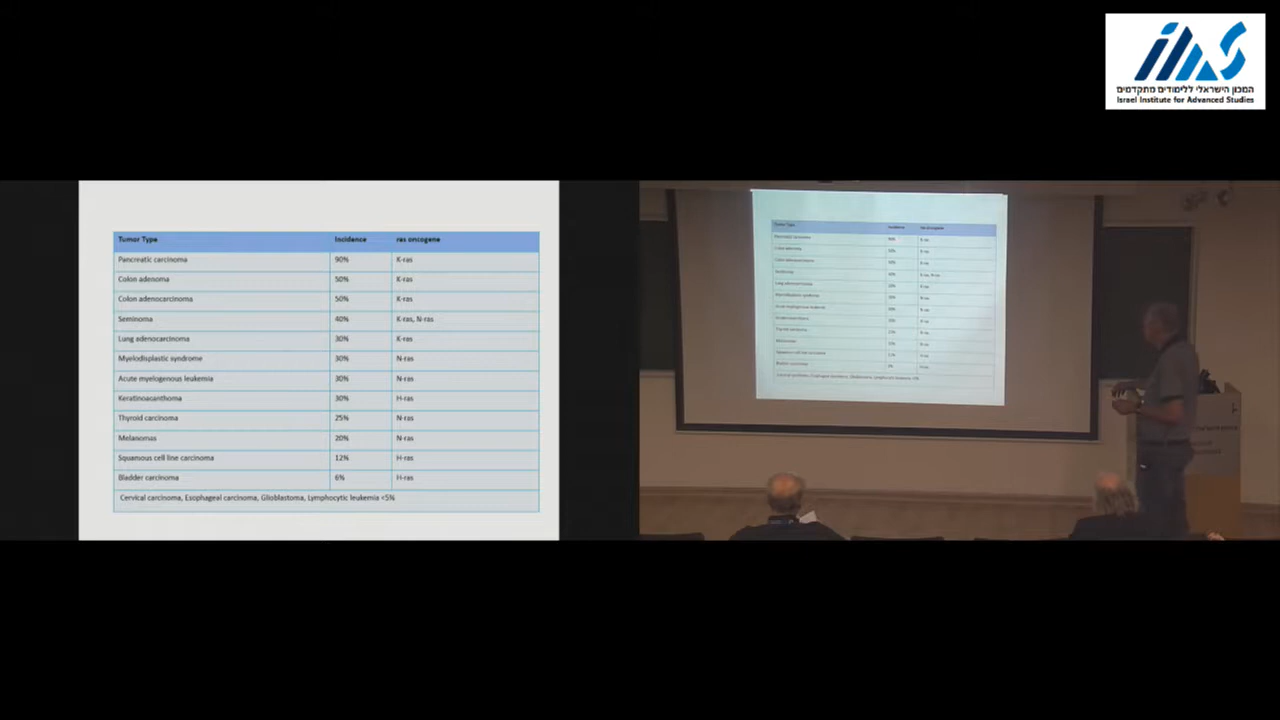 המכון הישראלי ללימודים מתקדמים
Israel Institute for Advanced Studies
Tumor Type Incidence ras oncogene
Pancreatic carcinoma 90% K-ras
Colon adenoma 50% K-ras
Colon adenocarcinoma 50% K-ras
Seminoma 40% K-ras, N-ras
Lung adenocarcinoma 30% K-ras
Myelodisplastic syndrome 30% N-ras
Acute myelogenous leukemia 30% N-ras
Keratinoacanthoma 30% H-ras
Thyroid carcinoma 25% N-ras
Melanomas 20% N-ras
Squamous cell line carcinoma 12% H-ras
Bladder carcinoma 6% H-ras
Cervical carcinoma, Esophageal carcinoma, Glioblastoma, Lymphocytic leukemia <5%